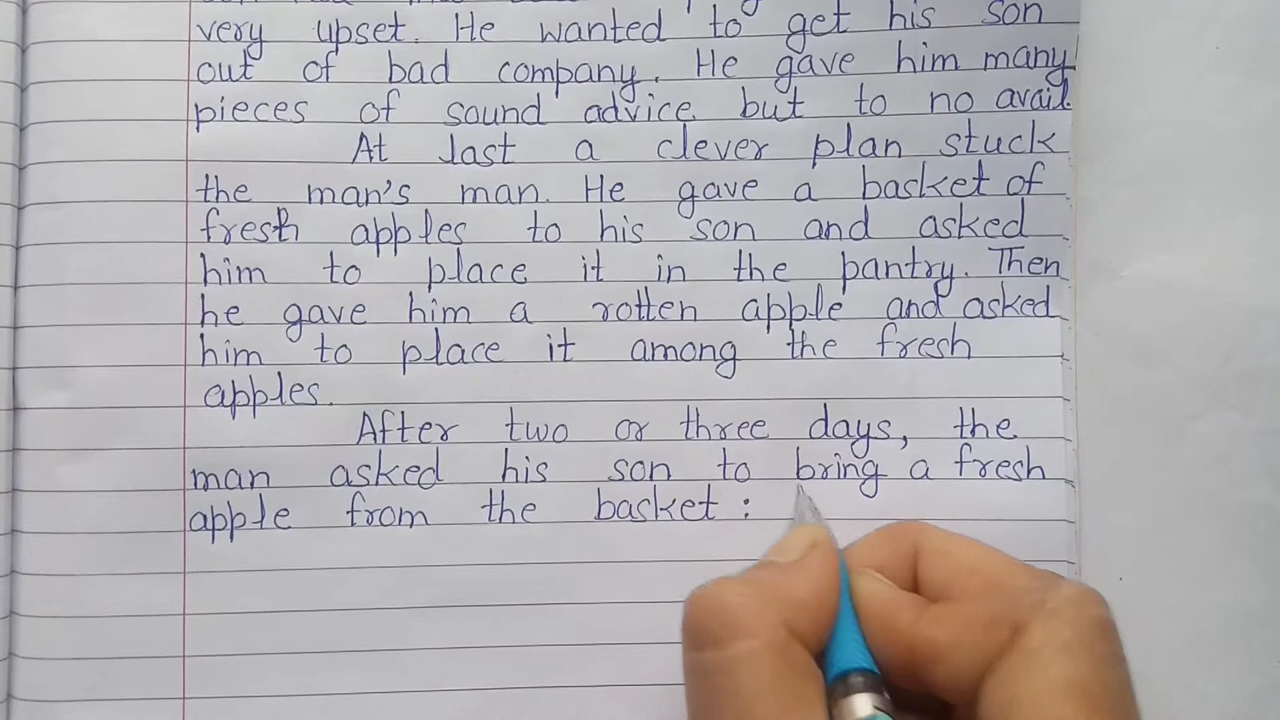 very upset. He wanted to get his son
out of bad company. He gave him many
pieces of sound advice but to no avail.
At last a clever plan stuck
the man's man. He gave a basket of
fresh apples to his son and asked
him to place it in the pantry. Then
he gave him a rotten apple and asked
him to place it among the fresh
apples.
After two or three days, the
man asked his son to bring a fresh
apple from the basket :